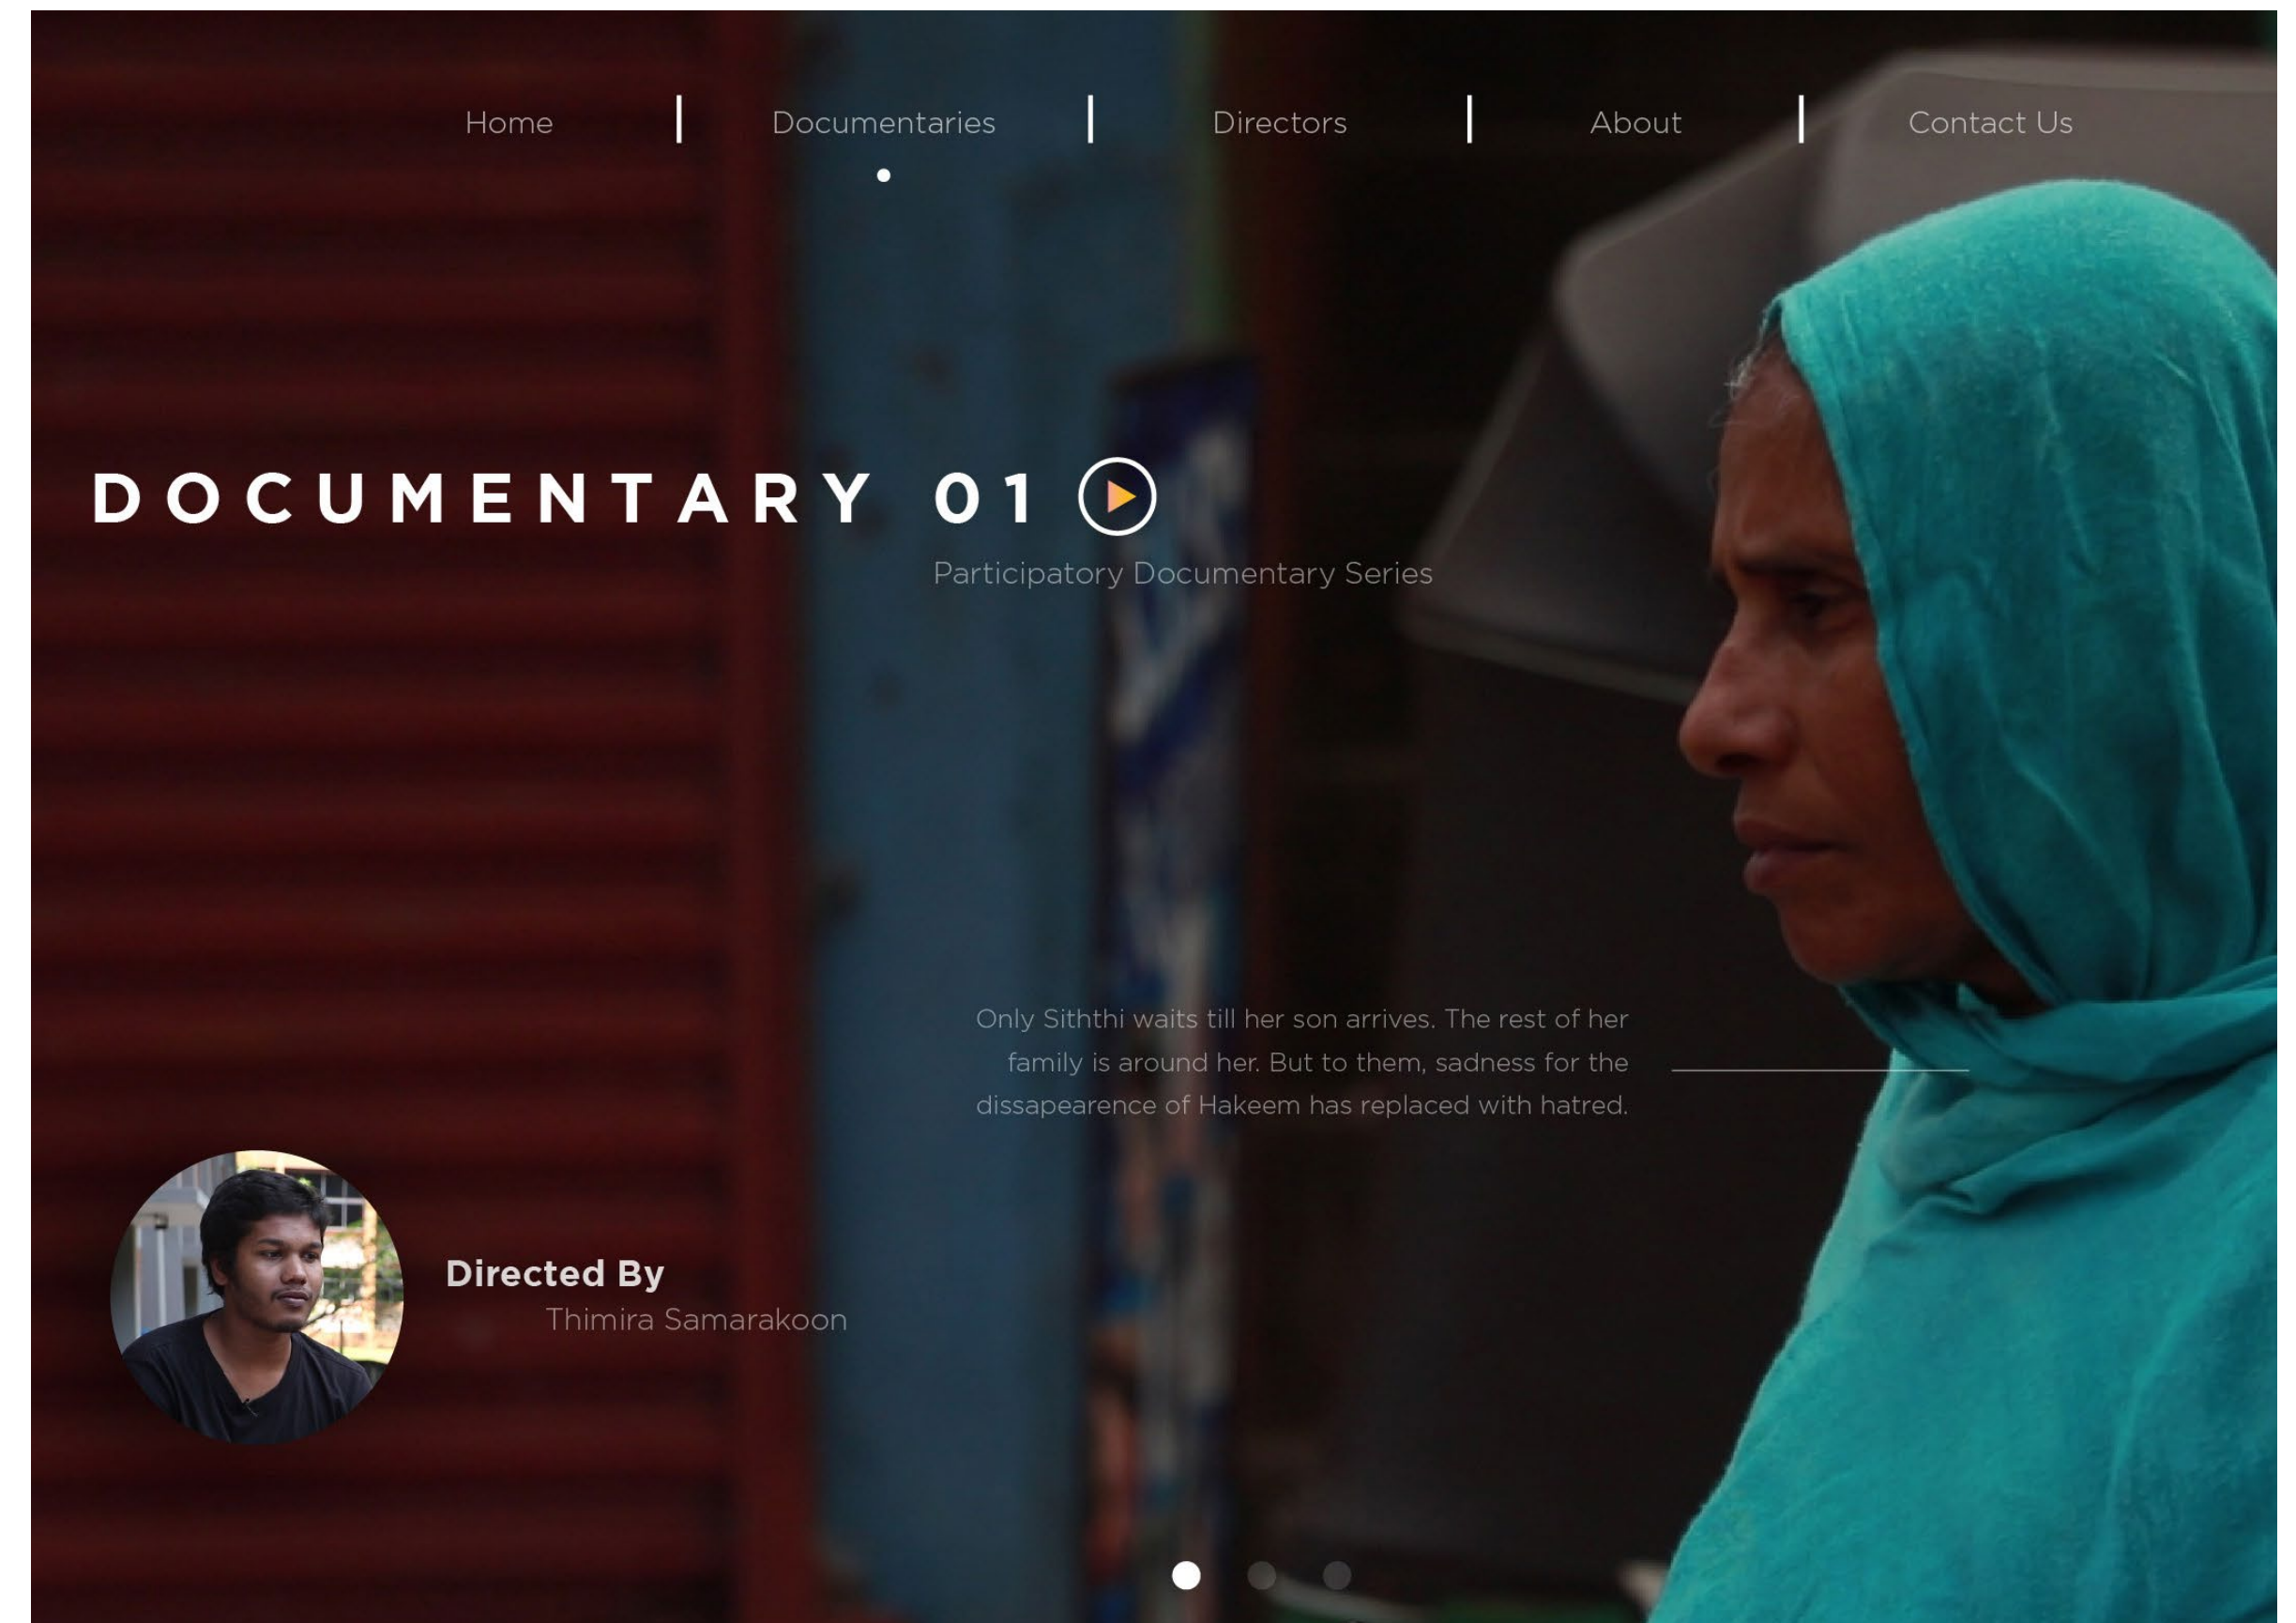 Home | Documentaries | Directors | About | Contact Us
DOCUMENTARY 01
Participatory Documentary Series
Only Siththi waits till her son arrives. The rest of her
family is around her. But to them, sadness for the
dissapearence of Hakeem has replaced with hatred.
Directed By
Thimira Samarakoon